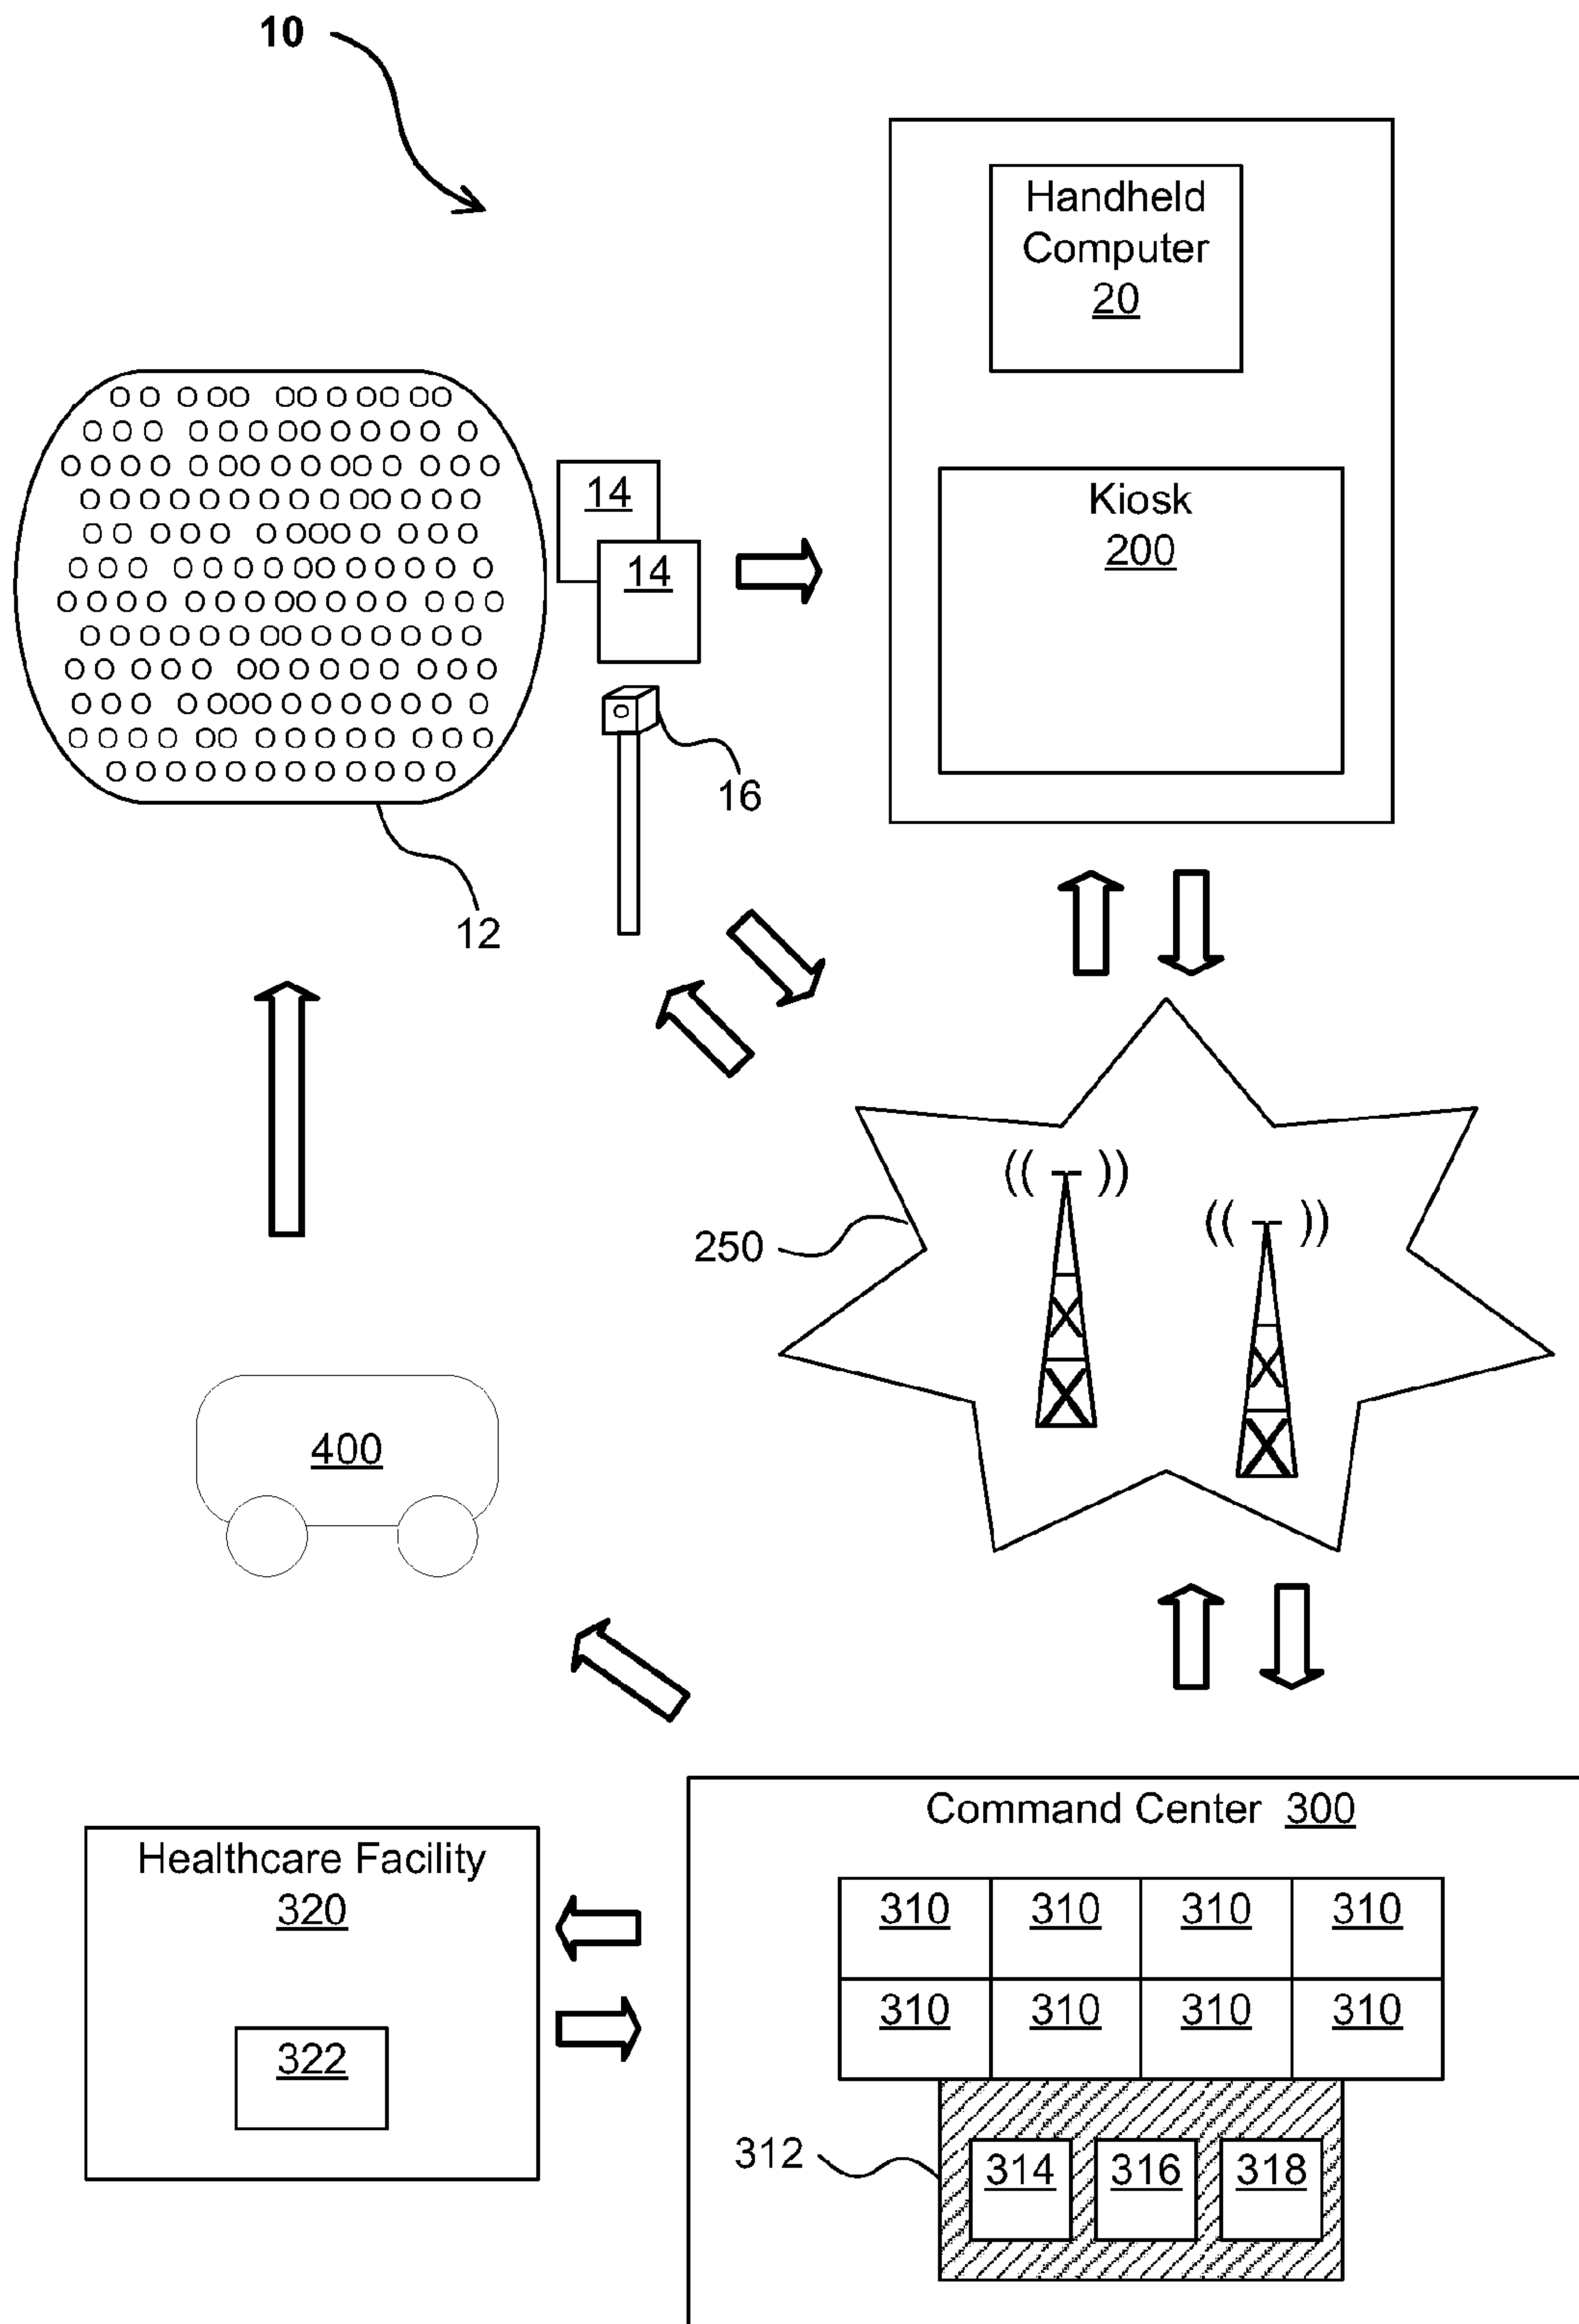 10
Handheld
Computer
20
14
14
Kiosk
200
16
12
(( ))
(( ))
250
400
Command Center 300
Healthcare Facility
320
310 310 310 310
310 310 310 310
322
312
314 316 318